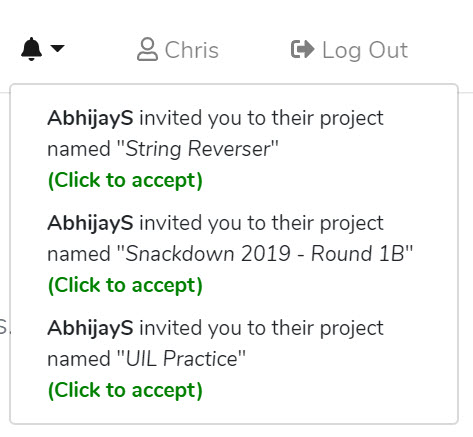 Chris Log Out
AbhijayS invited you to their project
named "String Reverser"
(Click to accept)
AbhijayS invited you to their project
named "Snackdown 2019 - Round 1B"
(Click to accept)
s.
AbhijayS invited you to their project
named "UIL Practice"
(Click to accept)